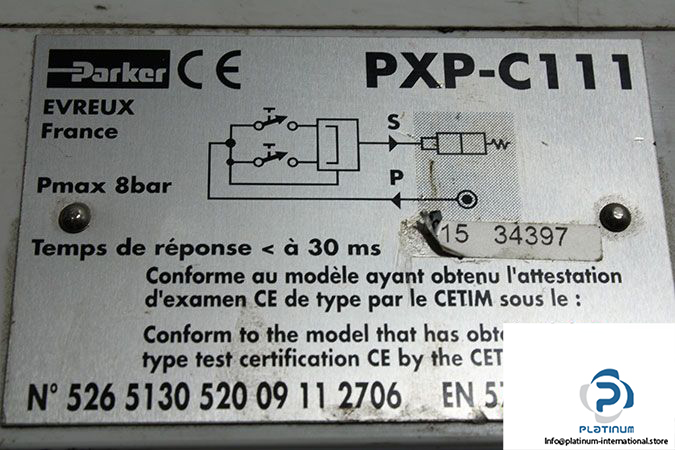 Parker CE PXP-C111
EVREUX
France
S
P
Pmax 8bar
15 34397
Temps de réponse < à 30 ms
Conforme au modèle ayant obtenu l'attestation
d'examen CE de type par le CETIM sous le :
Conform to the model that has
type test certification CE by the
N° 526 5130 520 09 11 2706 EN
PLATINUM
Info@platinum-international.store